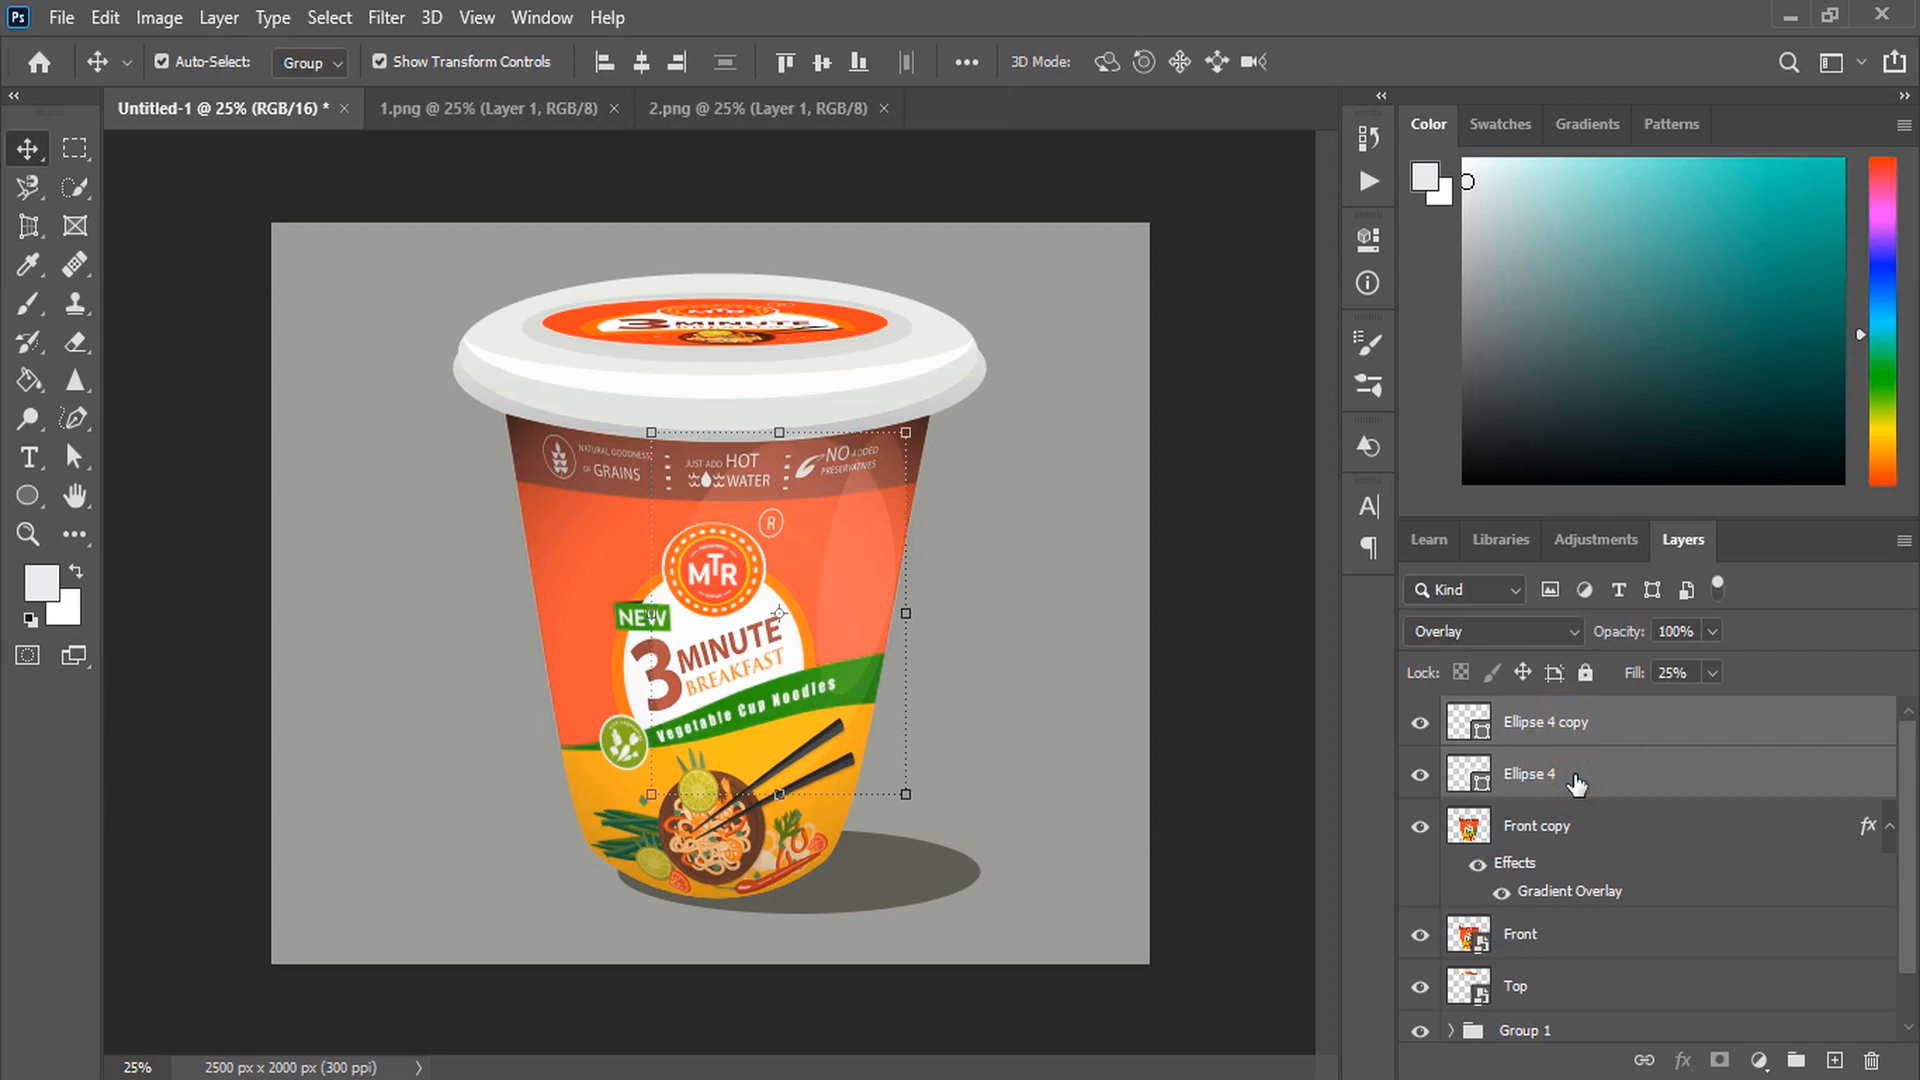 Ps File Edit Image Layer Type Select Filter 3D View Window Help
Auto-Select: Group Show Transform Controls 3D Mode:
Untitled-1 @ 25% (RGB/16) * 1.png @ 25% (Layer 1, RGB/8) 2.png @ 25% (Layer 1, RGB/8)
Color Swatches Gradients Patterns
MTR
3 MINUTE
NATURAL GOODNESS
OF GRAINS
JUST ADD HOT
WATER
NO ADDED
PRESERVATIVES
R
MTR
NEW
3 MINUTE
BREAKFAST
Vegetable Cup Noodles
Learn Libraries Adjustments Layers
Kind
Overlay Opacity: 100%
Lock: Fill: 25%
Ellipse 4 copy
Ellipse 4
Front copy fx
Effects
Gradient Overlay
Front
Top
Group 1
fx
25% 2500 px x 2000 px (300 ppi)